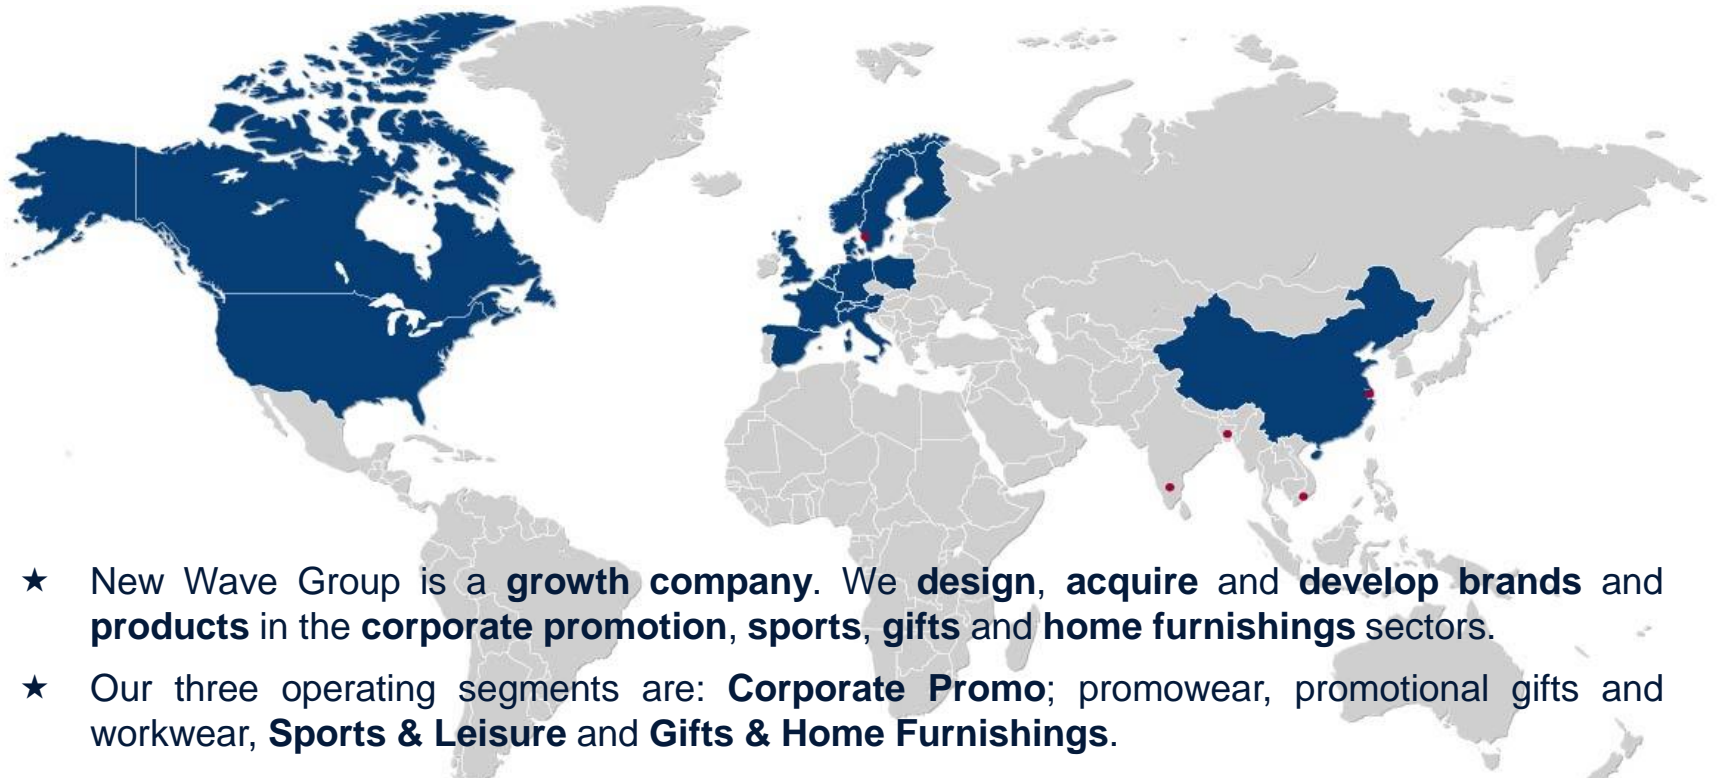 ★ New Wave Group is a growth company. We design, acquire and develop brands and
products in the corporate promotion, sports, gifts and home furnishings sectors.
★ Our three operating segments are: Corporate Promo; promowear, promotional gifts and
workwear, Sports & Leisure and Gifts & Home Furnishings.